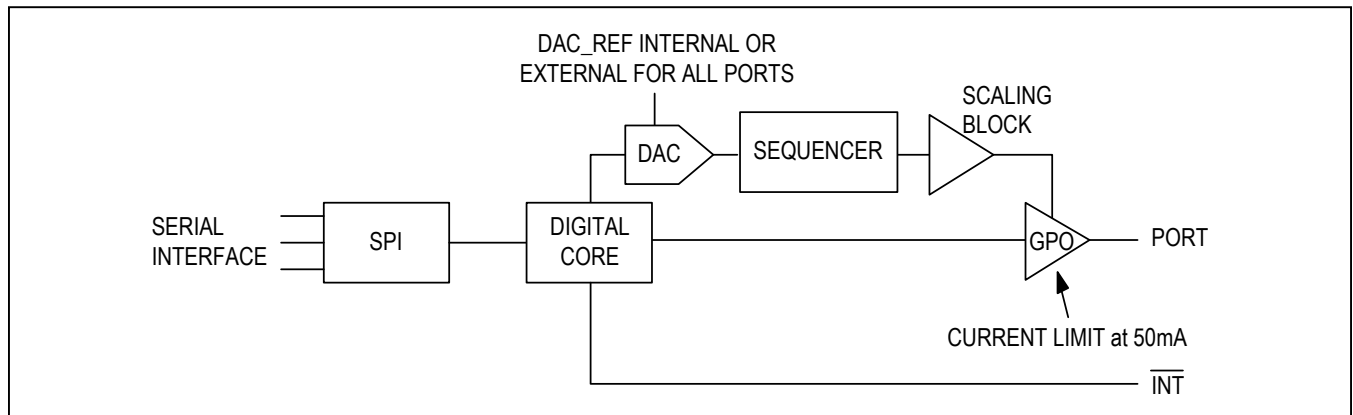 DAC_REF INTERNAL OR
EXTERNAL FOR ALL PORTS
SCALING
BLOCK
DAC
SEQUENCER
SERIAL
INTERFACE
SPI
DIGITAL
CORE
GPO
PORT
CURRENT LIMIT at 50mA
INT